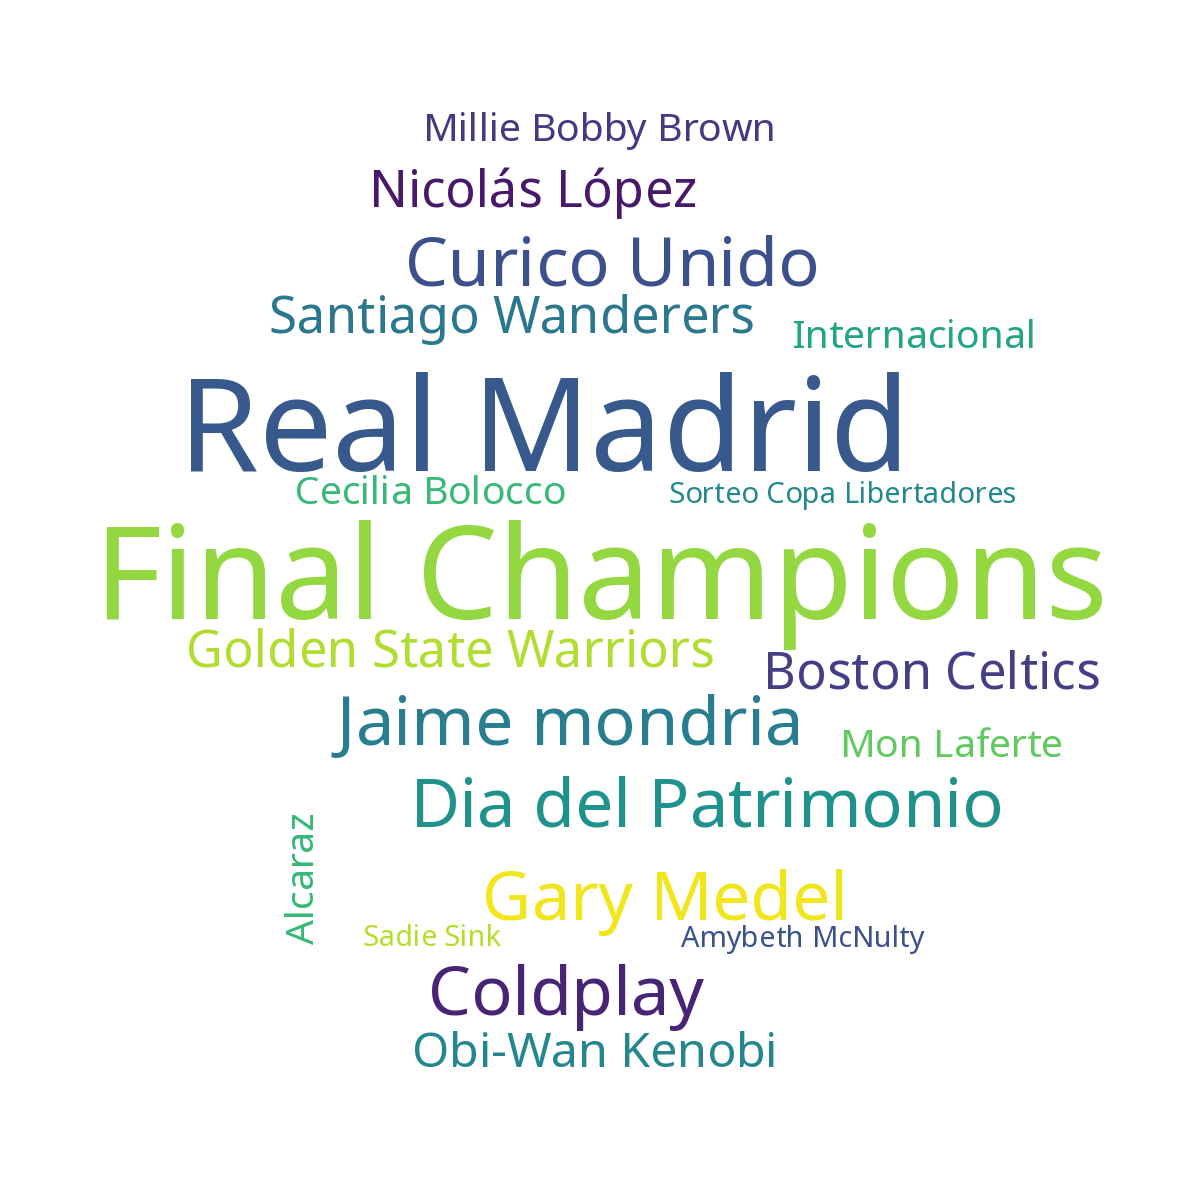 Millie Bobby Brown
Nicolás López
Curico Unido
Santiago Wanderers
Internacional
Real Madrid
Cecilia Bolocco
Sorteo Copa Libertadores
Final Champions
Golden State Warriors
Boston Celtics
Jaime mondria
Mon Laferte
Dia del Patrimonio
Alcaraz
Gary Medel
Sadie Sink
Amybeth McNulty
Coldplay
Obi-Wan Kenobi